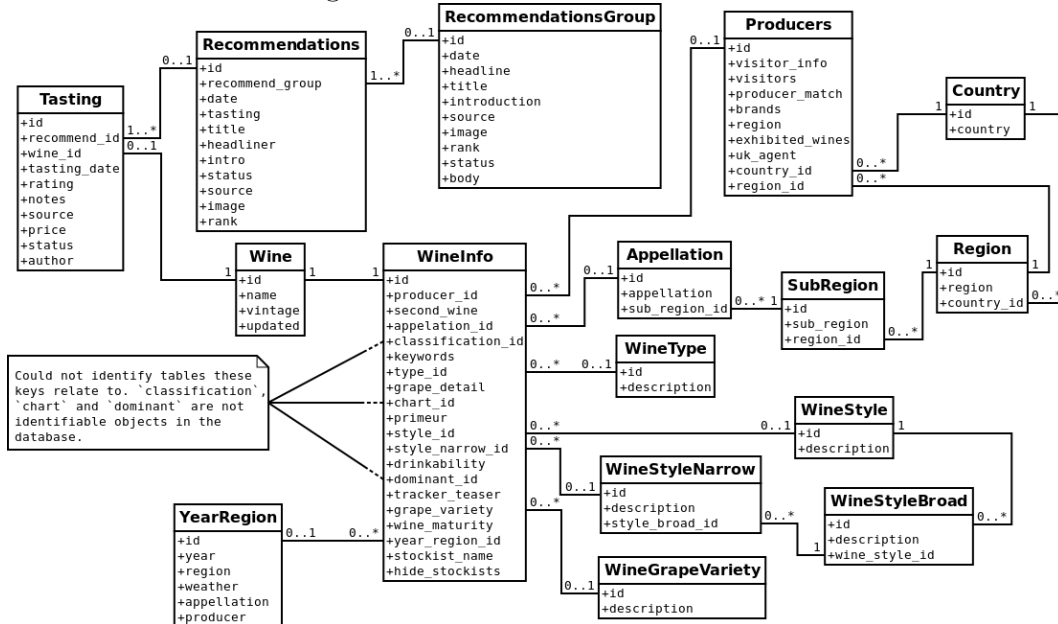 RecommendationsGroup
+id
+date
+headline
+title
+introduction
+source
+image
+rank
+status
+body
0..1
1..*
Recommendations
+id
+recommend_group
+date
+tasting
+title
+headliner
+intro
+status
+source
+image
+rank
0..1
1..*
0..1
Tasting
+id
+recommend_id
+wine_id
+tasting_date
+rating
+notes
+source
+price
+status
+author
Producers
+id
+visitor_info
+visitors
+producer_match
+brands
+region
+exhibited_wines
+uk_agent
+country_id
+region_id
0..1
0..*
0..*
Country
+id
+country
1
1
Wine
+id
+name
+vintage
+updated
1
1
1
WineInfo
+id
+producer_id
+second_wine
+appelation_id
+classification_id
+keywords
+type_id
+grape_detail
+chart_id
+primeur
+style_id
+style_narrow_id
+drinkability
+dominant_id
+tracker_teaser
+grape_variety
+wine_maturity
+year_region_id
+stockist_name
+hide_stockists
0..*
0..*
0..*
0..*
0..*
0..*
0..*
Appellation
+id
+appellation
+sub_region_id
0..1
0..*
SubRegion
+id
+sub_region
+region_id
1
0..*
Region
+id
+region
+country_id
1
1
0..*
WineType
+id
+description
0..1
Could not identify tables these
keys relate to. `classification`,
`chart` and `dominant` are not
identifiable objects in the
database.
WineStyle
+id
+description
0..1
1
WineStyleNarrow
+id
+description
+style_broad_id
0..1
0..*
WineStyleBroad
+id
+description
+wine_style_id
0..*
1
YearRegion
+id
+year
+region
+weather
+appellation
+producer
0..1
WineGrapeVariety
+id
+description
0..1